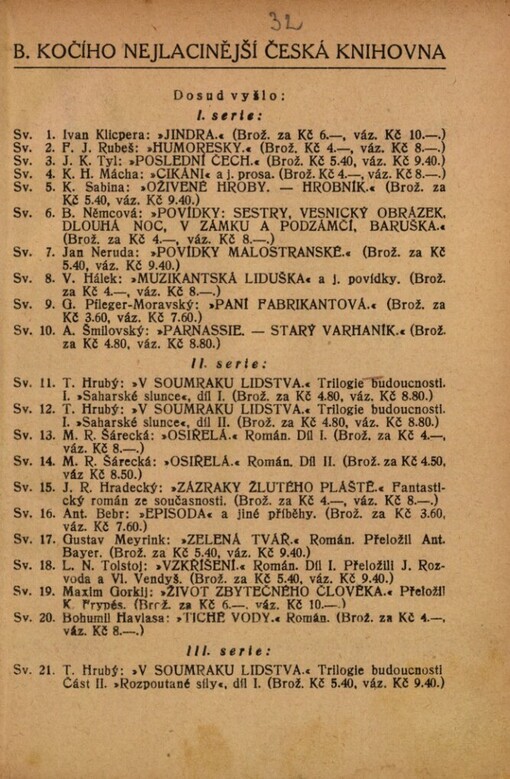 32
B. KOČÍHO NEJLACINĚJŠÍ ČESKÁ KNIHOVNA
Dosud vyšlo:
I. serie:
Sv. 1. Ivan Klicpera: »JINDRA.« (Brož. za Kč 6.—, váz. Kč 10.—.)
Sv. 2. F. J. Rubeš: »HUMORESKY.« (Brož. Kč 4.—, váz. Kč 8.—.)
Sv. 3. J. K. Tyl: »POSLEDNÍ ČECH.« (Brož. Kč 5.40, váz. Kč 9.40.)
Sv. 4. K. H. Mácha: »CIKÁNI« a j. prosa. (Brož. Kč 4.—, váz. Kč 8.—.)
Sv. 5. K. Sabina: »OŽIVENÉ HROBY. — HROBNÍK.« (Brož. za
Kč 5.40, váz. Kč 9.40.)
Sv. 6. B. Němcová: »POVÍDKY: SESTRY, VESNICKÝ OBRÁZEK,
DLOUHÁ NOC, V ZÁMKU A PODZÁMČÍ, BARUŠKA.«
(Brož. za Kč 4.—, váz. Kč 8.—.)
Sv. 7. Jan Neruda: »POVÍDKY MALOSTRANSKÉ.« (Brož. za Kč
5.40, váz. Kč 9.40.)
Sv. 8. V. Hálek: »MUZIKANTSKÁ LIDUŠKA« a j. povídky. (Brož.
za Kč 4.—, váz. Kč 8.—.)
Sv. 9. G. Pfleger-Moravský: »PANÍ FABRIKANTOVÁ.« (Brož. za
Kč 3.60, váz. Kč 7.60.)
Sv. 10. A. Šmilovský: »PARNASSIE. — STARÝ VARHANÍK.« (Brož.
za Kč 4.80, váz. Kč 8.80.)
II. serie:
Sv. 11. T. Hrubý: »V SOUMRAKU LIDSTVA.« Trilogie budoucnosti.
I. »Saharské slunce«, díl I. (Brož. za Kč 4.80, váz. Kč 8.80.)
Sv. 12. T. Hrubý: »V SOUMRAKU LIDSTVA.« Trilogie budoucnosti.
I. »Saharské slunce«, díl II. (Brož. za Kč 4.80, váz. Kč 8.80.)
Sv. 13. M. R. Šárecká: »OSIŘELÁ.« Román. Díl I. (Brož. za Kč 4.—,
váz. Kč 8.—.)
Sv. 14. M. R. Šárecká: »OSIŘELÁ.« Román. Díl II. (Brož. za Kč 4.50,
váz Kč 8.50.)
Sv. 15. J. R. Hradecký: »ZÁZRAKY ŽLUTÉHO PLÁŠTĚ.« Fantasti-
cký román ze současnosti. (Brož. za Kč 4.—, váz. Kč 8.—.)
Sv. 16. Ant. Bebr: »EPISODA« a jiné příběhy. (Brož. za Kč 3.60,
váz. Kč 7.60.)
Sv. 17. Gustav Meyrink: »ZELENÁ TVÁŘ.« Román. Přeložil Ant.
Bayer. (Brož. za Kč 5.40, váz. Kč 9.40.)
Sv. 18. L. N. Tolstoj: »VZKŘÍŠENÍ.« Román. Díl I. Přeložili J. Roz-
voda a Vl. Vendyš. (Brož. za Kč 5.40, váz. Kč 9.40.)
Sv. 19. Maxim Gorkij: »ŽIVOT ZBYTEČNÉHO ČLOVĚKA.« Přeložil
K. Frypés. (Brož. za Kč 6.—, váz. Kč 10.—.)
Sv. 20. Bohumil Havlasa: »TICHÉ VODY.« Román. (Brož. za Kč 4.—,
váz. Kč 8.—.)
III. serie:
Sv. 21. T. Hrubý: »V SOUMRAKU LIDSTVA.« Trilogie budoucnosti
Část II. »Rozpoutané síly«, díl I. (Brož. Kč 5.40, váz. Kč 9.40.)